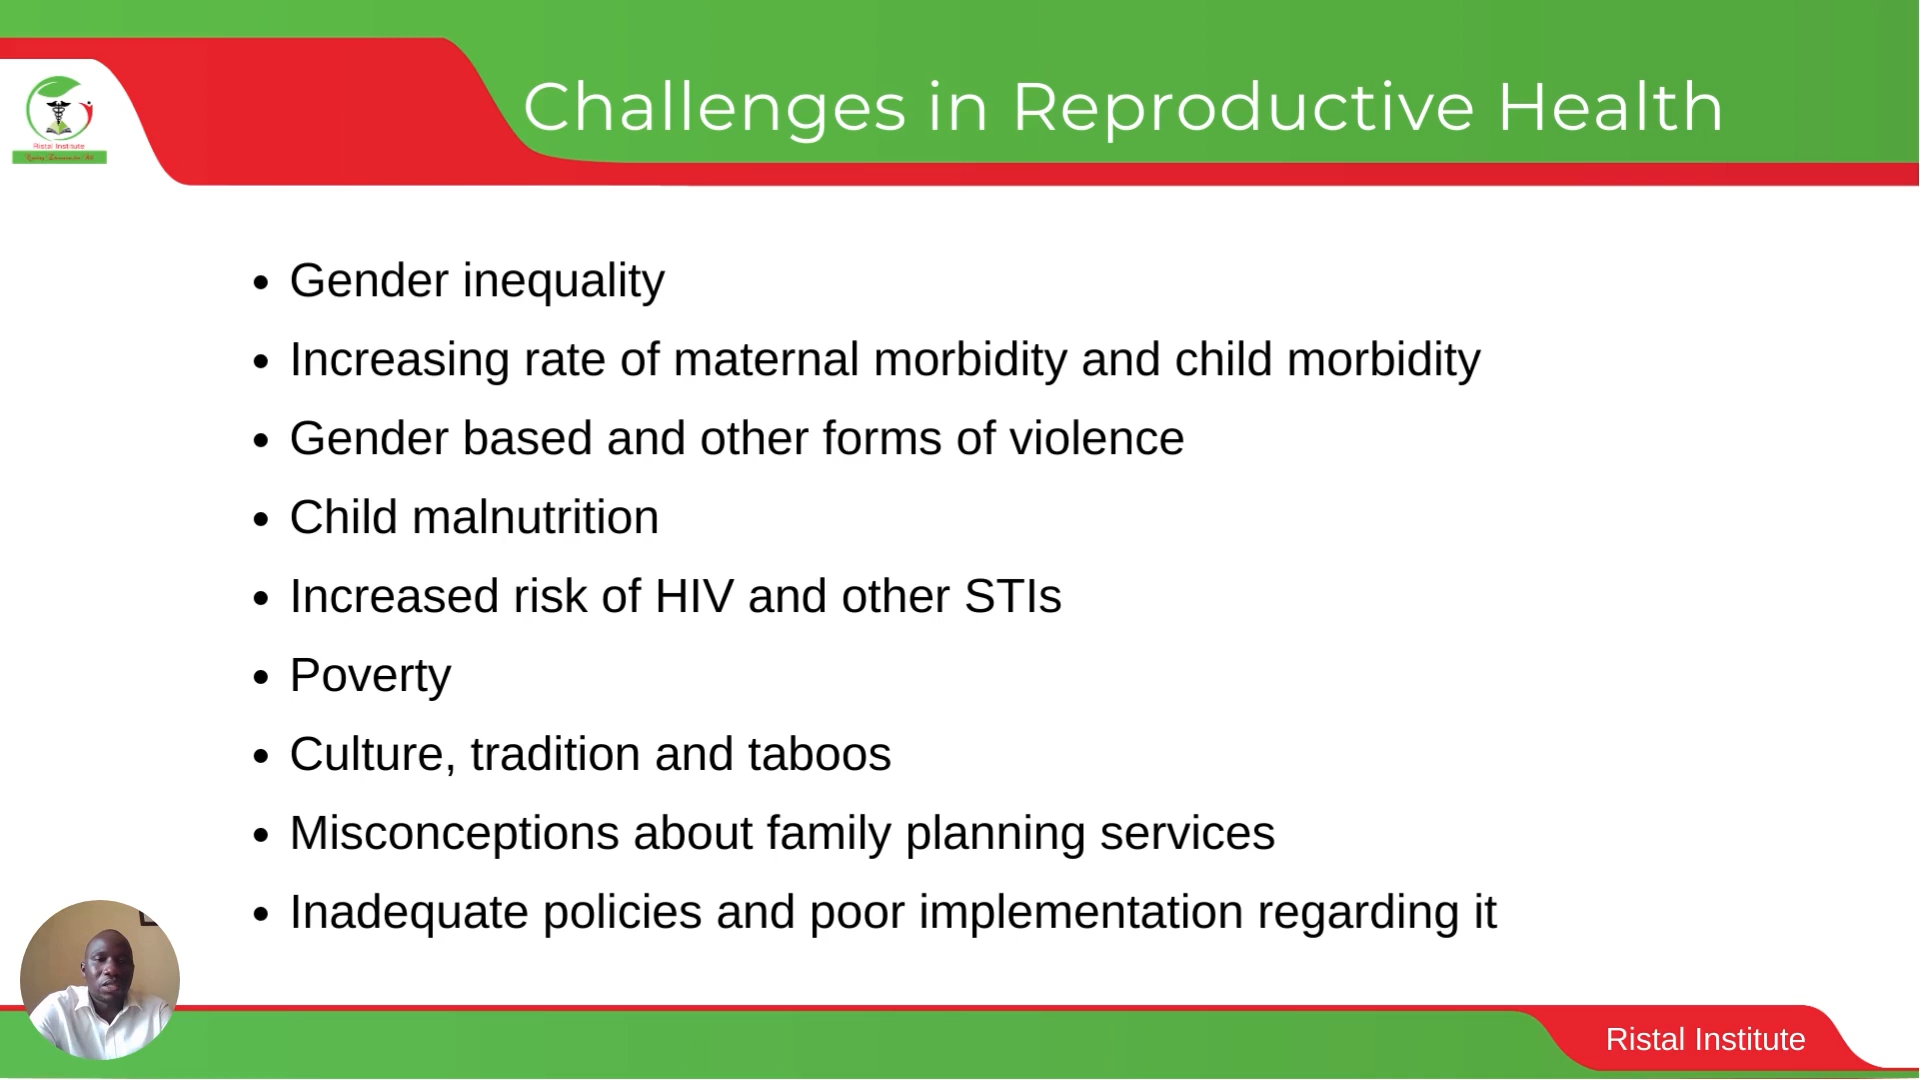 Challenges in Reproductive Health
Ristal Institute
• Gender inequality
• Increasing rate of maternal morbidity and child morbidity
• Gender based and other forms of violence
• Child malnutrition
• Increased risk of HIV and other STIs
• Poverty
• Culture, tradition and taboos
• Misconceptions about family planning services
• Inadequate policies and poor implementation regarding it
Ristal Institute